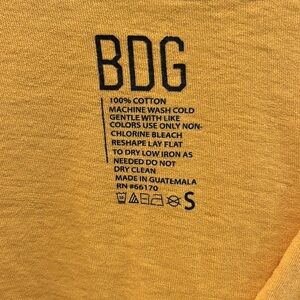 BDG
100% COTTON
MACHINE WASH COLD
GENTLE WITH LIKE
COLORS USE ONLY NON-
CHLORINE BLEACH
RESHAPE LAY FLAT
TO DRY LOW IRON AS
NEEDED DO NOT
DRY CLEAN
MADE IN GUATEMALA
RN #66170
S